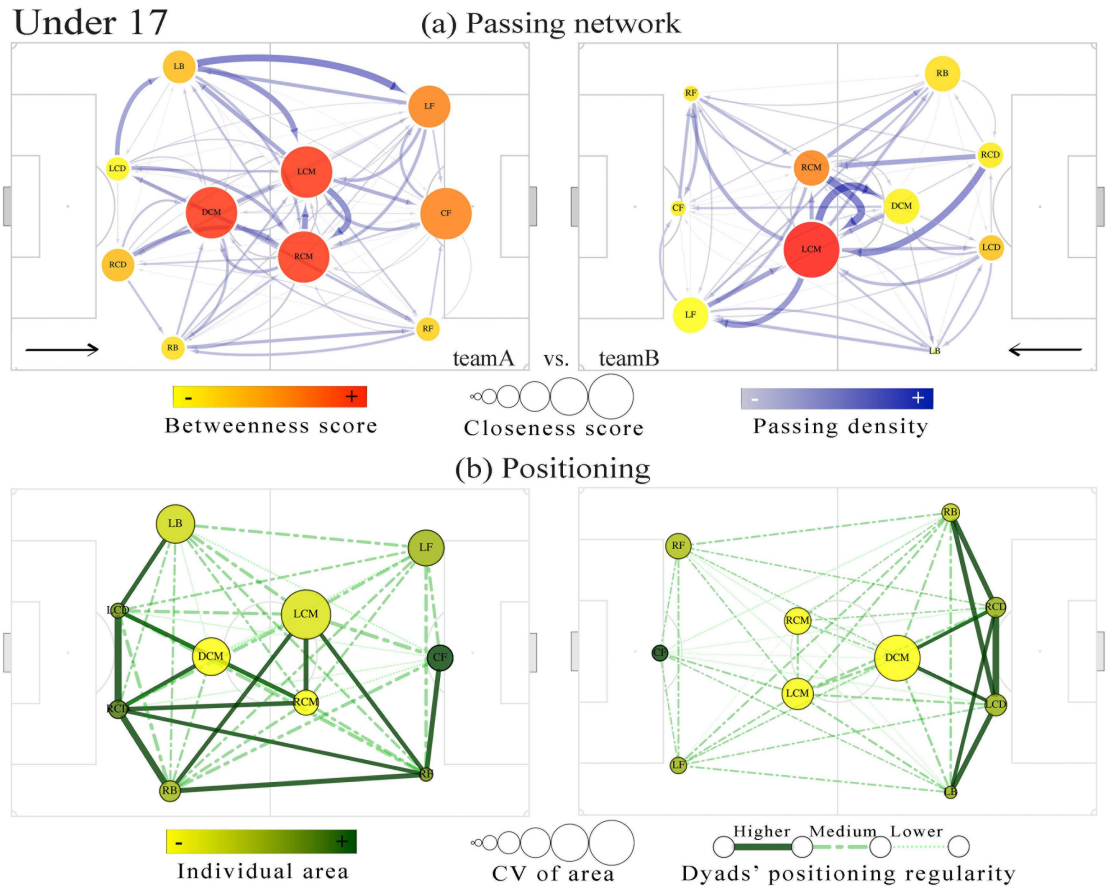 Under 17
(a) Passing network
LB
LF
LCD
LCM
DCM
CF
RCD
RCM
RB
RF
RB
RF
RCD
RCM
CF
DCM
LCD
LCM
LF
LB
teamA vs. teamB
- +
Betweenness score
Closeness score
- +
Passing density
(b) Positioning
LB
LF
LCD
LCM
DCM
CF
RCD
RCM
RB
RF
RB
RF
RCD
RCM
CF
DCM
LCM
LCD
LF
LB
- +
Individual area
CV of area
Higher Medium Lower
Dyads' positioning regularity